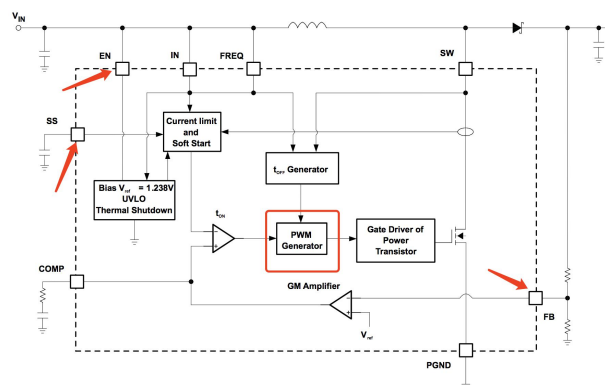 VIN
EN
IN
FREQ
SW
SS
Current limit
and
Soft Start
tOFF Generator
Bias Vref = 1.238V
UVLO
Thermal Shutdown
tON
PWM
Generator
Gate Driver of
Power
Transistor
COMP
GM Amplifier
FB
Vref
PGND